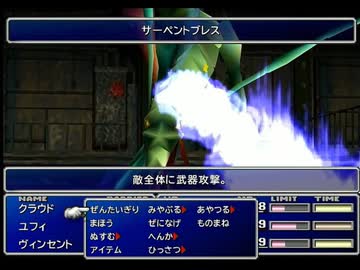 サーペントブレス
敵全体に武器攻撃。
NAME LIMIT TIME
クラウド ぜんたいぎり みやぶる あやつる 8
まほう ぜになげ ものまね
ユフィ ぬすむ へんか 9
ヴィンセント アイテム ひっさつ 9